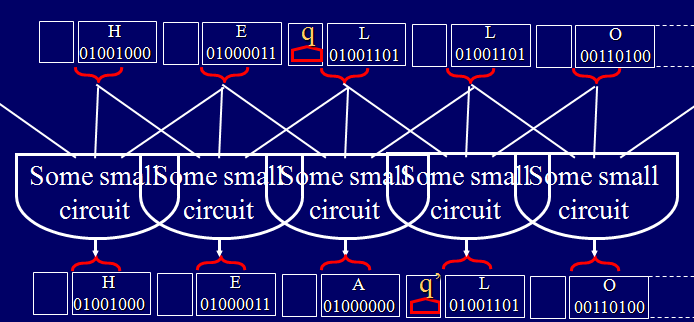 H E q L L O
01001000 01000011 01001101 01001101 00110100
Some small Some small Some small Some small Some small
circuit circuit circuit circuit circuit
H E A q’ L O
01001000 01000011 01000000 01001101 00110100